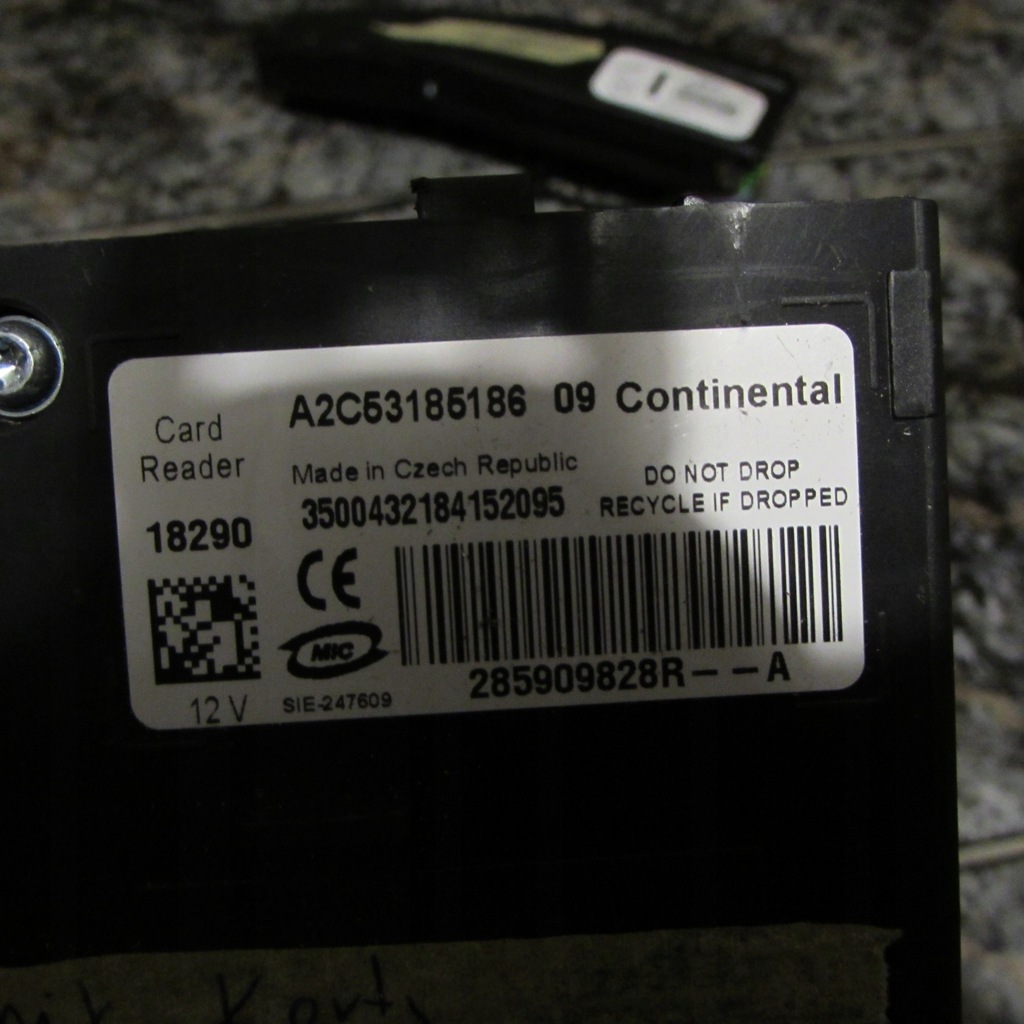 Card Reader
A2C53185186 09 Continental
Made in Czech Republic
DO NOT DROP
RECYCLE IF DROPPED
3500432184152095
18290
CE
MIC
285909828R--A
12 V
SIE-247609